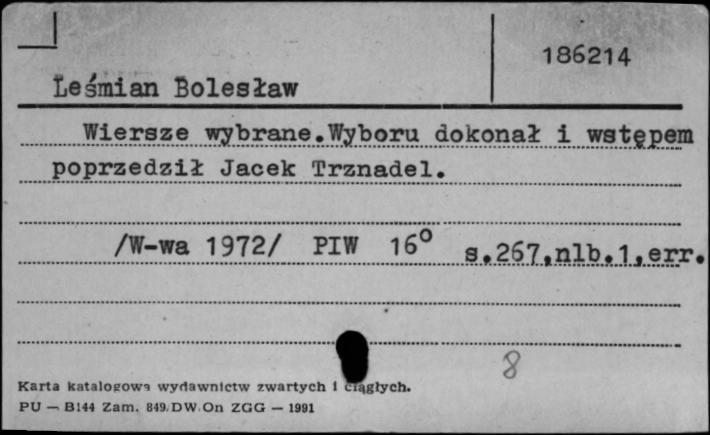 186214
Leśmian Bolesław
Wiersze wybrane.Wyboru dokonał i wstępem
poprzedził Jacek Trznadel.
/W-wa 1972/ PIW 16° s.267,nlb.1,err.
8
Karta katalogowa wydawnictw zwartych i ciągłych.
PU — B144 Zam. 849/DW.On ZGG — 1991